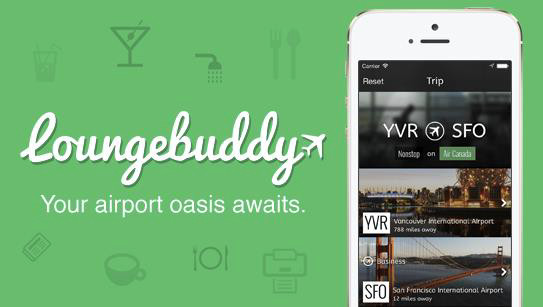 Loungebuddy
Your airport oasis awaits.
Carrier
Reset
Trip
YVR SFO
Nonstop on Air Canada
YVR
Vancouver International Airport
788 miles away
Business
SFO
San Francisco International Airport
12 miles away